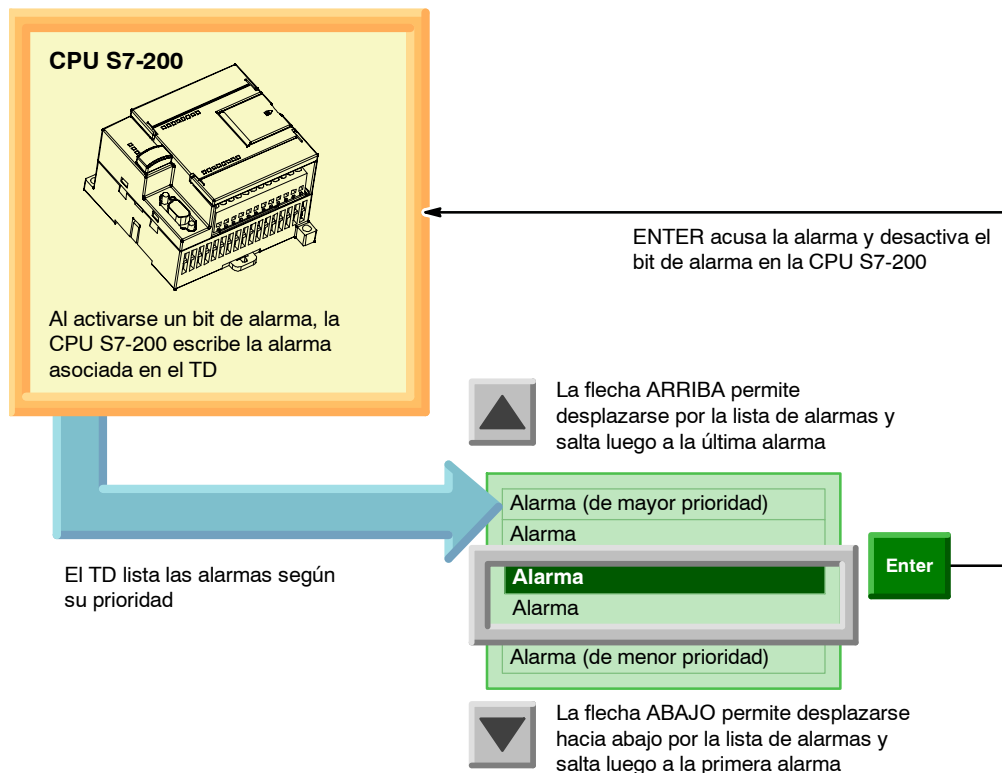 CPU S7-200
Al activarse un bit de alarma, la
CPU S7-200 escribe la alarma
asociada en el TD
ENTER acusa la alarma y desactiva el
bit de alarma en la CPU S7-200
La flecha ARRIBA permite
desplazarse por la lista de alarmas y
salta luego a la última alarma
El TD lista las alarmas según
su prioridad
Alarma (de mayor prioridad)
Alarma
Alarma
Alarma
Alarma (de menor prioridad)
Enter
La flecha ABAJO permite desplazarse
hacia abajo por la lista de alarmas y
salta luego a la primera alarma